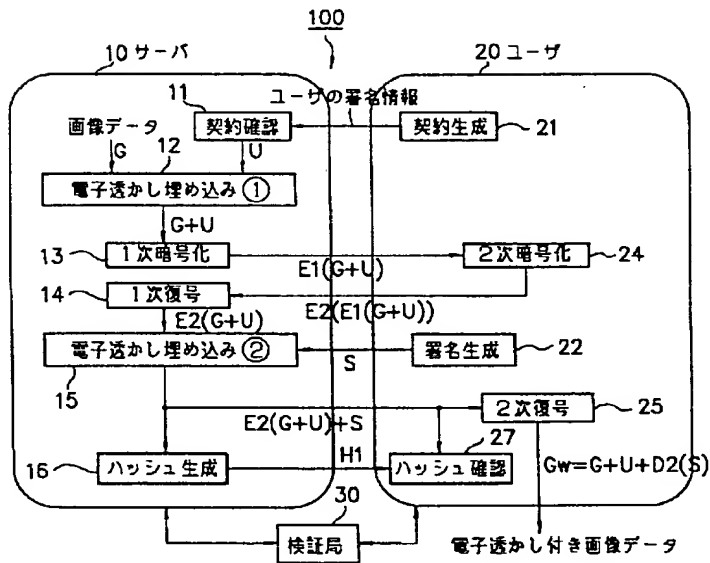 100
10 サーバ
20 ユーザ
ユーザの署名情報
11
画像データ
契約確認
契約生成
21
G
12
U
電子透かし埋め込み ①
G+U
13
1次暗号化
2次暗号化
24
E1(G+U)
14
1次復号
E2(G+U)
E2(E1(G+U))
電子透かし埋め込み ②
署名生成
22
S
15
2次復号
25
E2(G+U)+S
27
16
ハッシュ生成
H1
ハッシュ確認
Gw=G+U+D2(S)
30
検証局
電子透かし付き画像データ